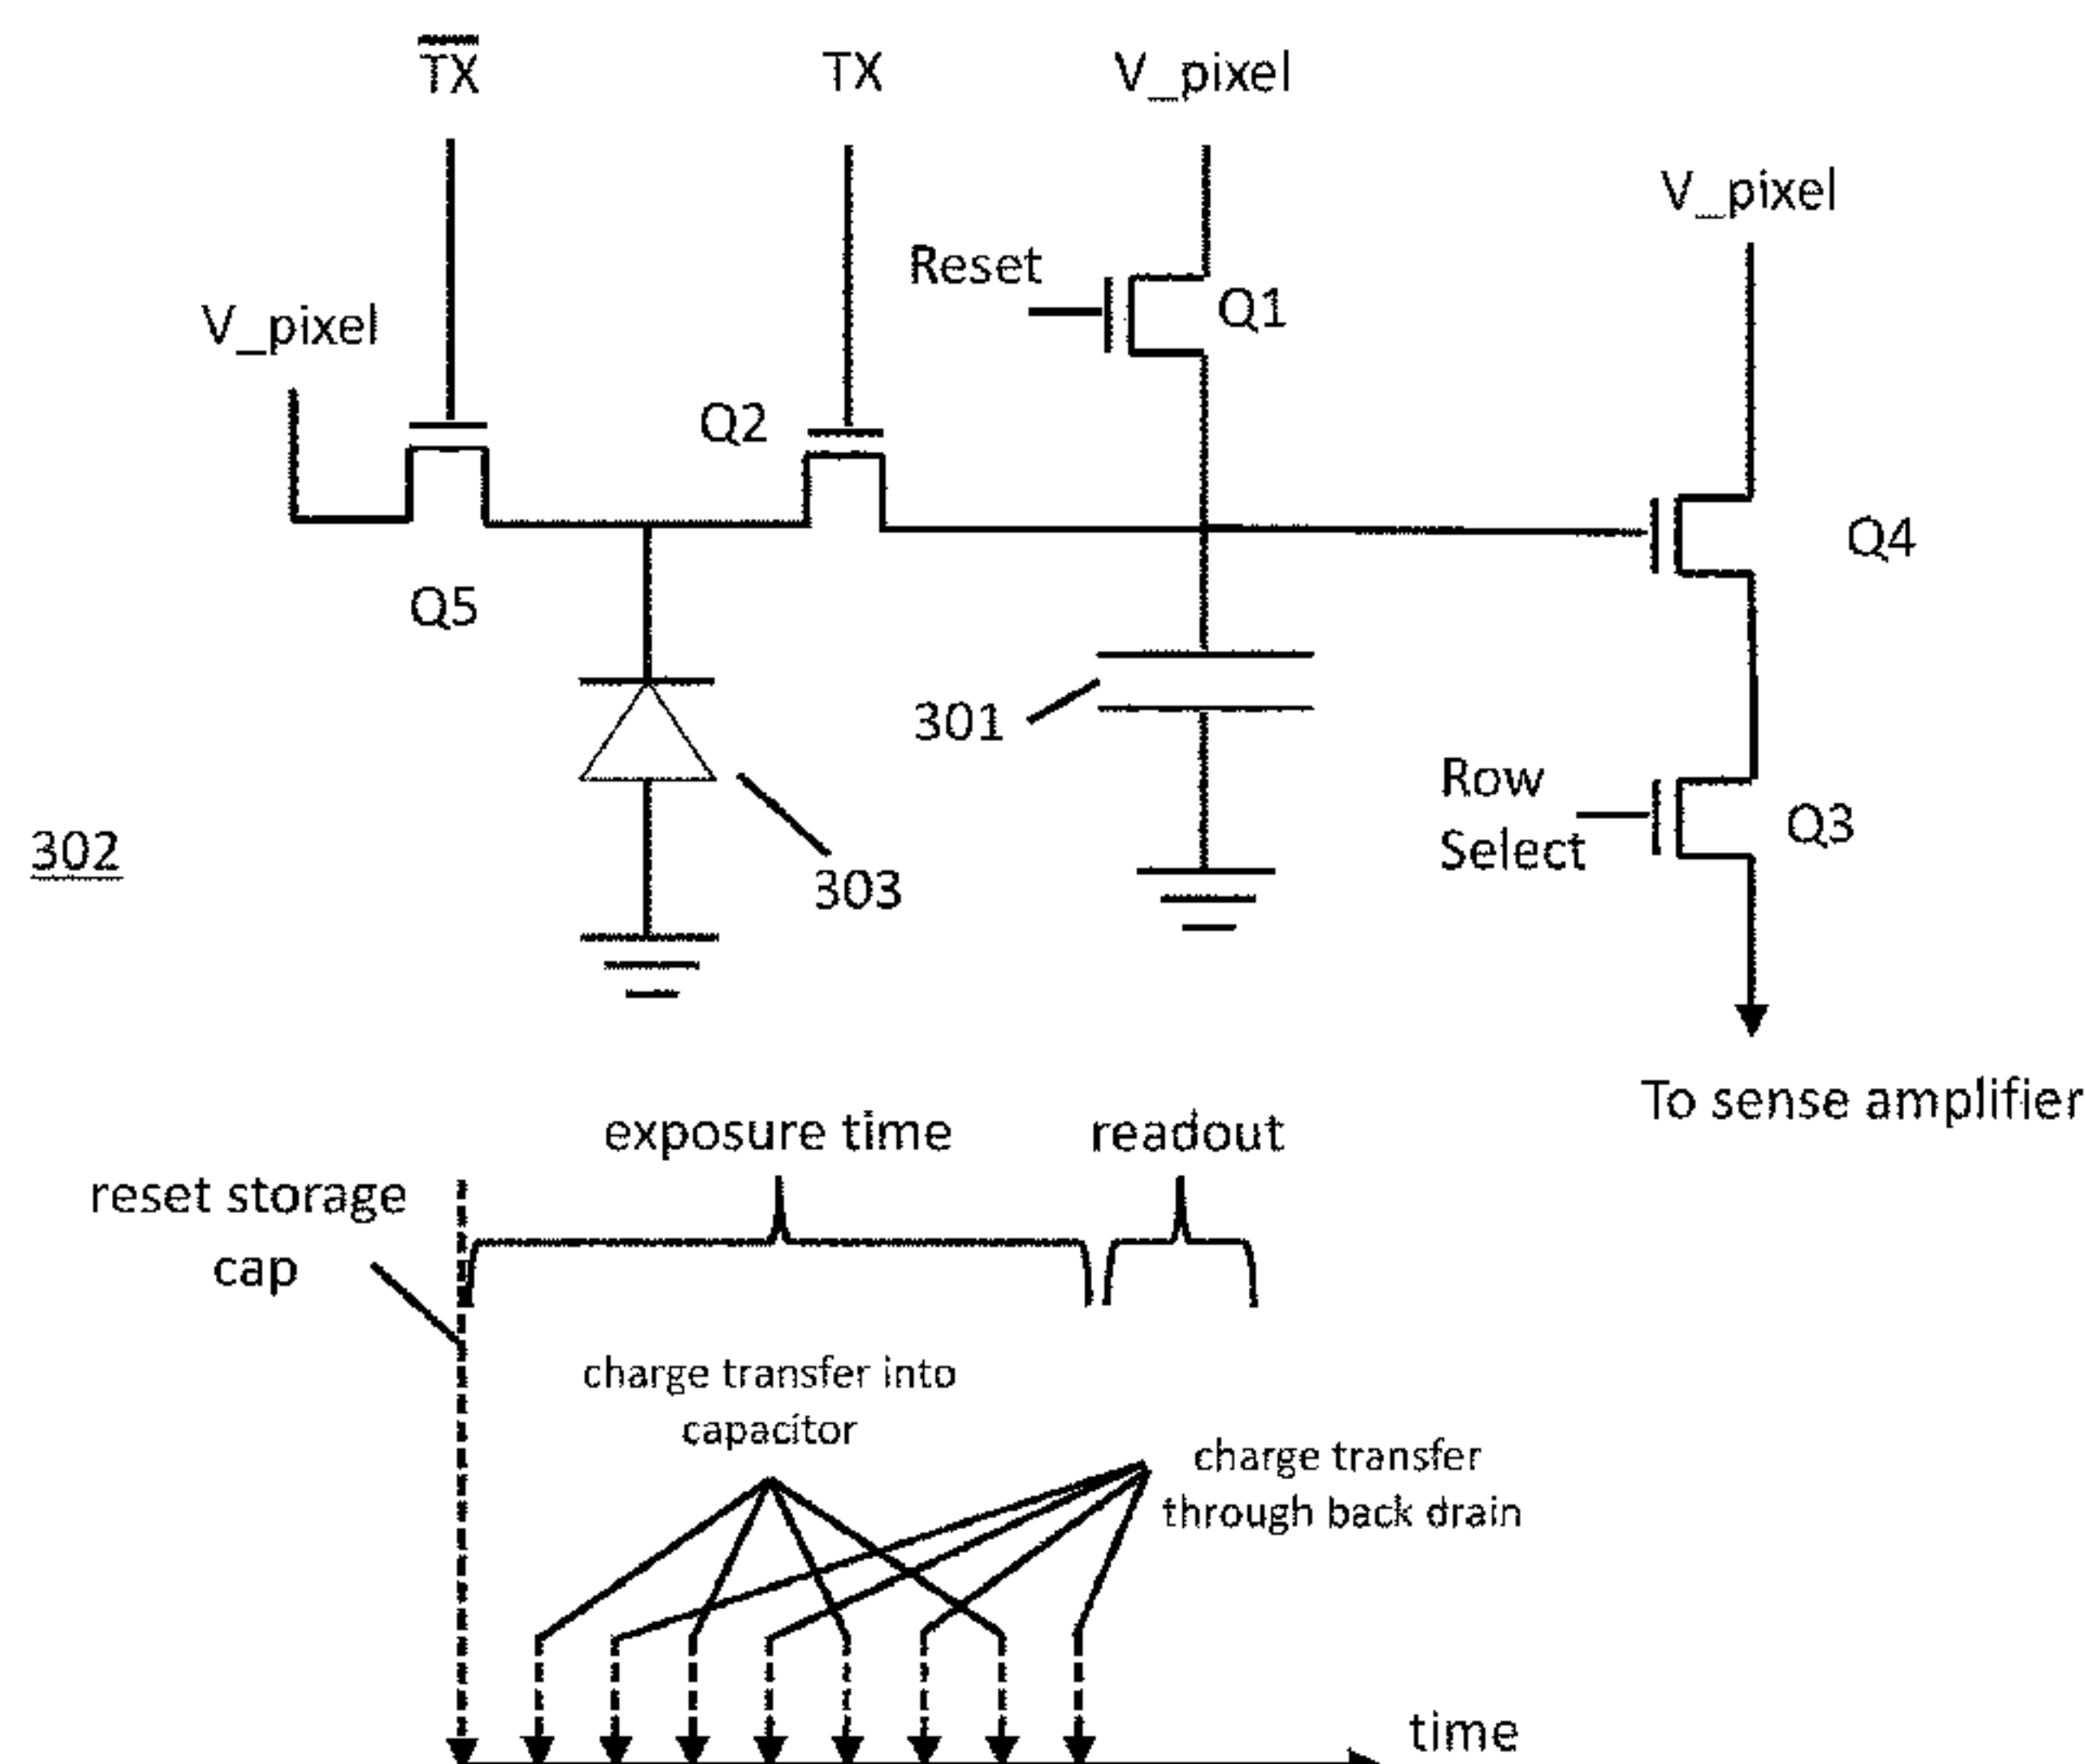 T̅X̅
TX
V_pixel
V_pixel
Reset
Q1
V_pixel
Q2
Q4
Q5
301
Row
Select
Q3
302
303
To sense amplifier
exposure time
readout
reset storage
cap
charge transfer into
capacitor
charge transfer
through back drain
time